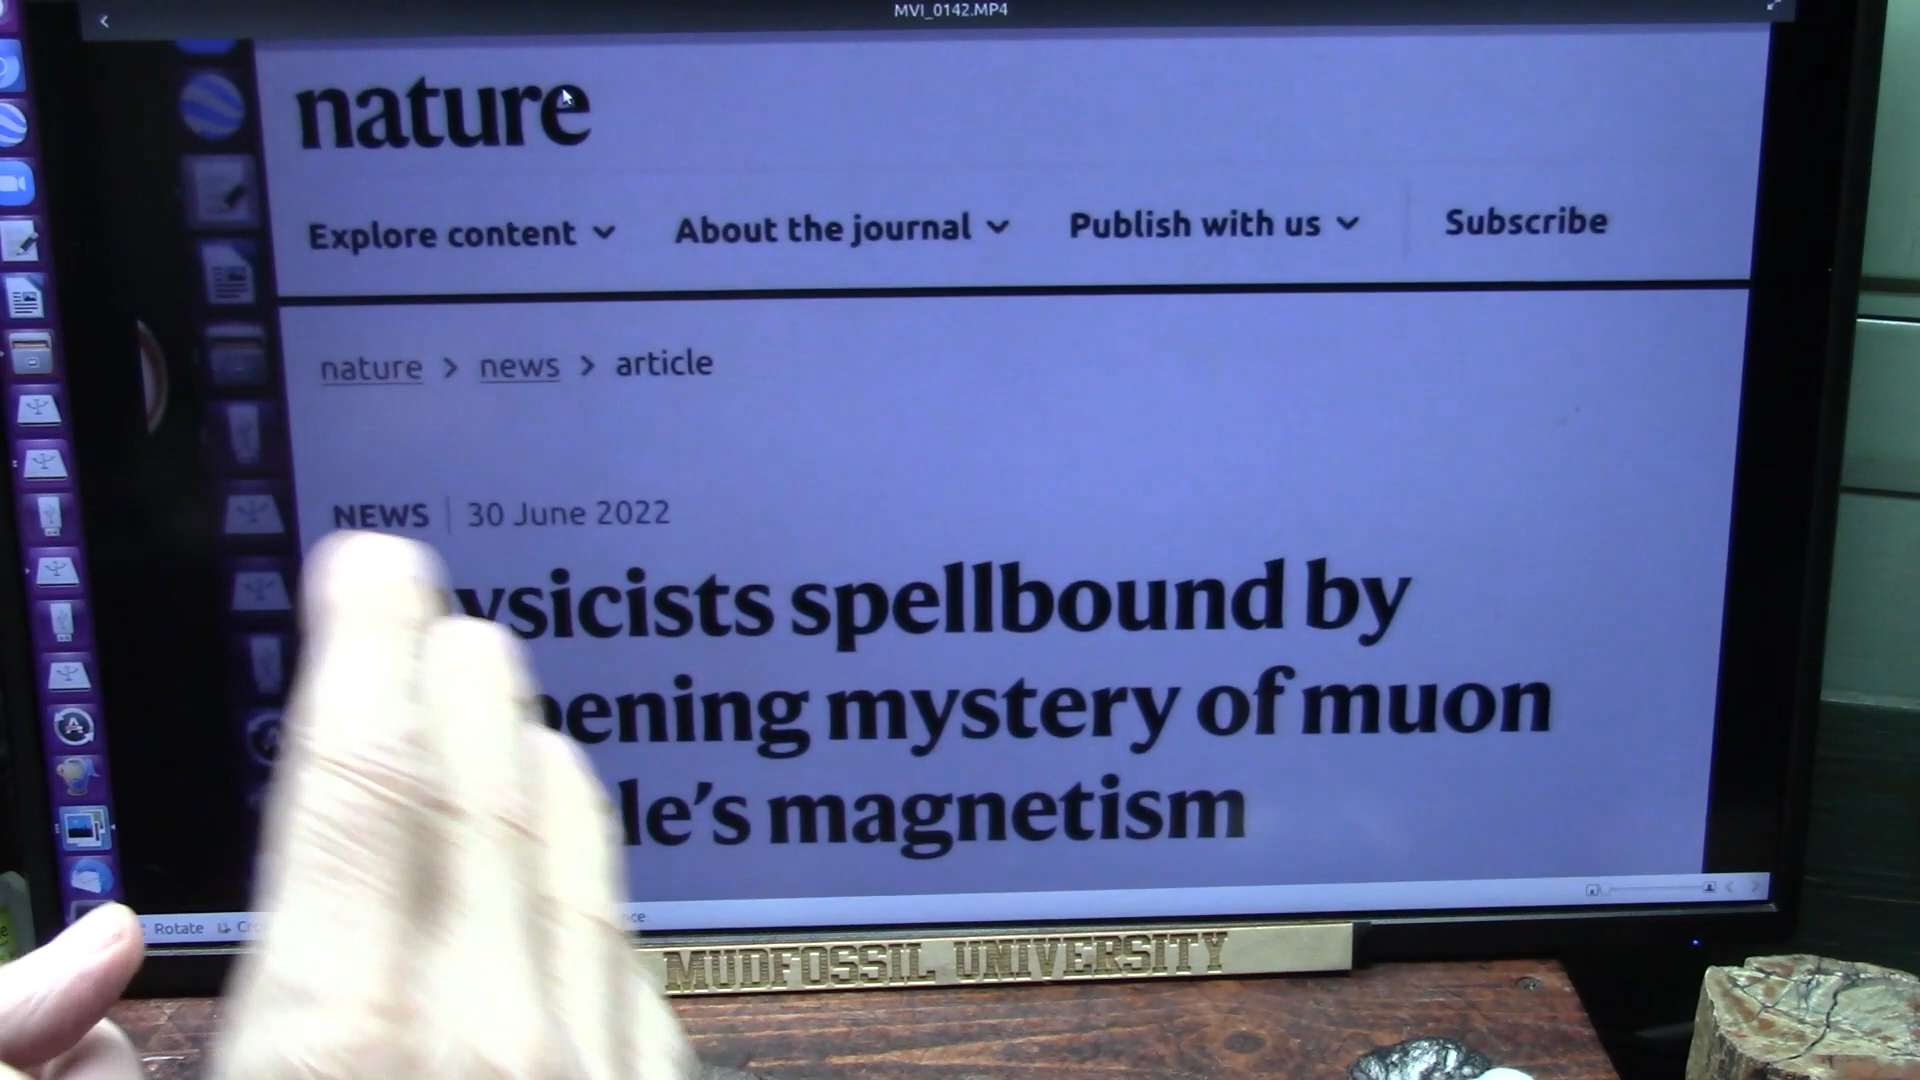 MVI_0142.MP4
nature
Explore content About the journal Publish with us Subscribe
nature > news > article
NEWS | 30 June 2022
ysicists spellbound by
pening mystery of muon
le's magnetism
Rotate
MUDFOSSIL UNIVERSITY